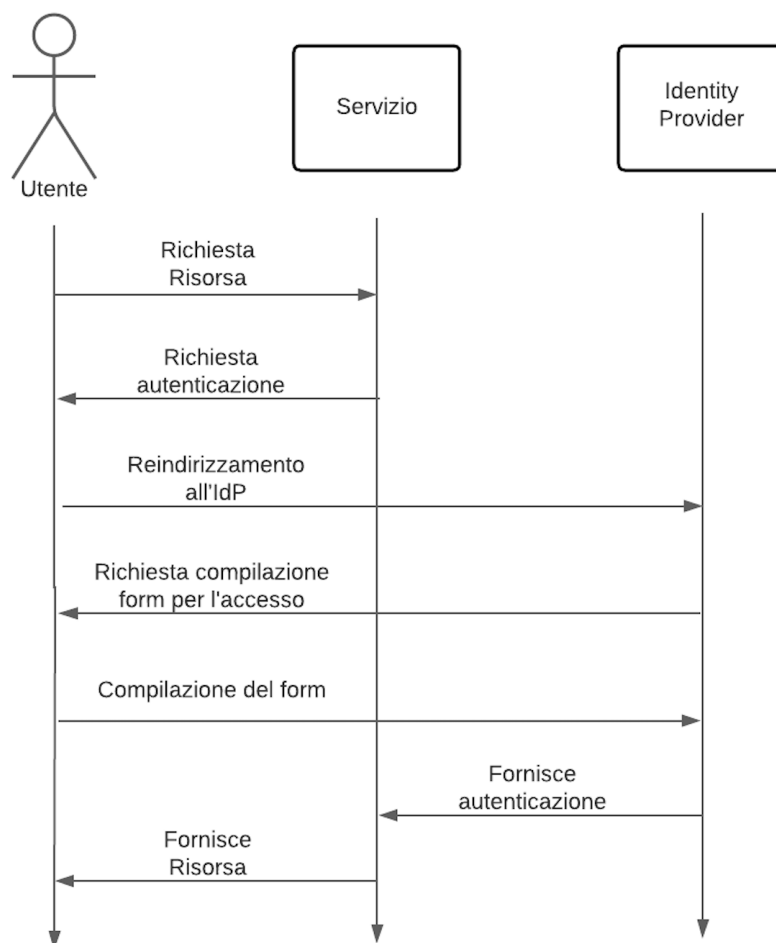 Utente
Servizio
Identity
Provider
Richiesta
Risorsa
Richiesta
autenticazione
Reindirizzamento
all'IdP
Richiesta compilazione
form per l'accesso
Compilazione del form
Fornisce
autenticazione
Fornisce
Risorsa